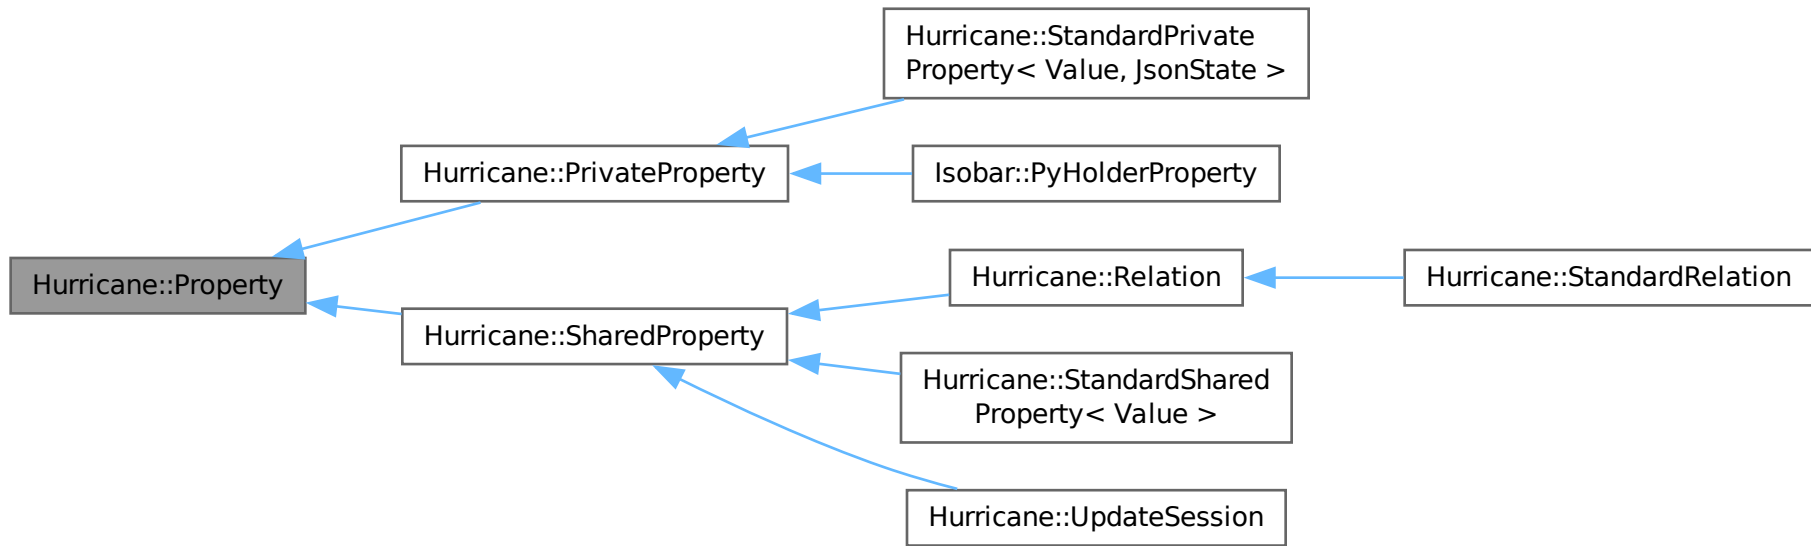 Hurricane::StandardPrivate
Property< Value, JsonState >
Hurricane::PrivateProperty
Isobar::PyHolderProperty
Hurricane::Property
Hurricane::Relation
Hurricane::StandardRelation
Hurricane::SharedProperty
Hurricane::StandardShared
Property< Value >
Hurricane::UpdateSession